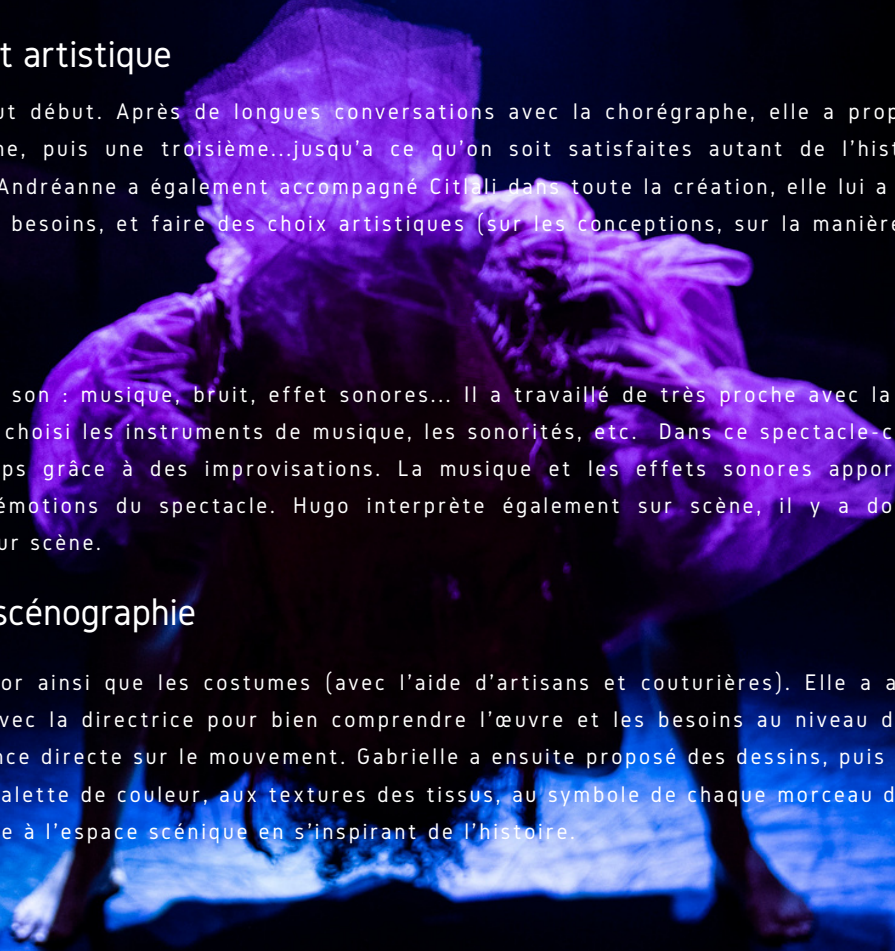 t artistique
ut début. Après de longues conversations avec la chorégraphe, elle a prop
ne, puis une troisième...jusqu'a ce qu'on soit satisfaites autant de l'hist
Andréanne a également accompagné Citlali dans toute la création, elle lui a
besoins, et faire des choix artistiques (sur les conceptions, sur la manière
son : musique, bruit, effet sonores... Il a travaillé de très proche avec la
choisi les instruments de musique, les sonorités, etc. Dans ce spectacle-c
ps grâce à des improvisations. La musique et les effets sonores appor
émotions du spectacle. Hugo interprète également sur scène, il y a do
ur scène.
scénographie
or ainsi que les costumes (avec l'aide d'artisans et couturières). Elle a a
vec la directrice pour bien comprendre l'œuvre et les besoins au niveau d
nce directe sur le mouvement. Gabrielle a ensuite proposé des dessins, puis
alette de couleur, aux textures des tissus, au symbole de chaque morceau d
e à l'espace scénique en s'inspirant de l'histoire.